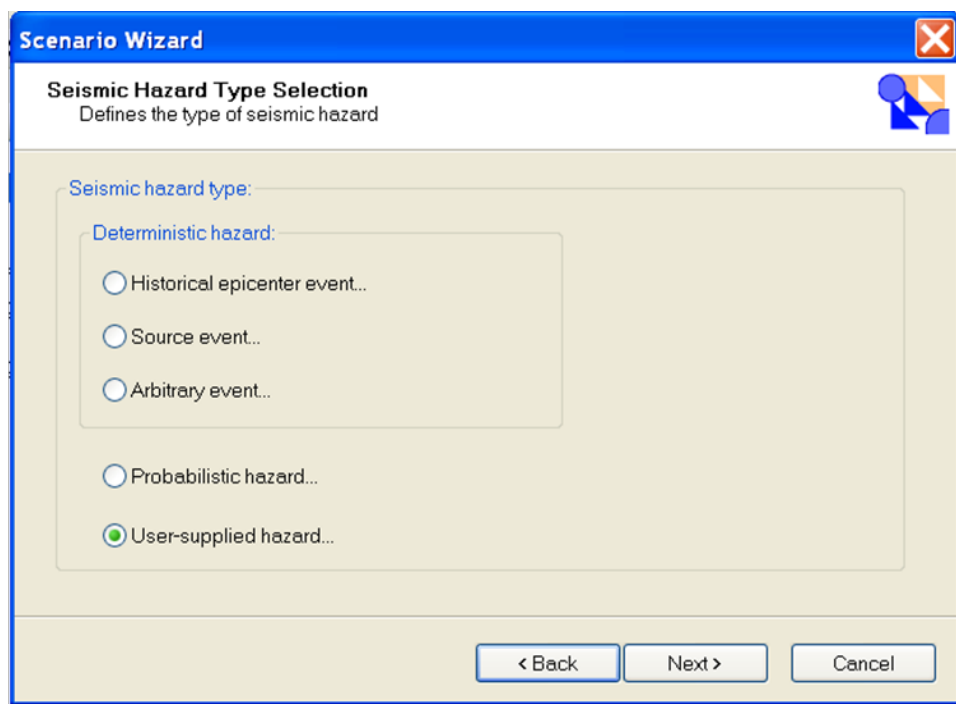 Scenario Wizard
Seismic Hazard Type Selection
Defines the type of seismic hazard
Seismic hazard type:
Deterministic hazard:
Historical epicenter event...
Source event...
Arbitrary event...
Probabilistic hazard...
User-supplied hazard...
< Back
Next >
Cancel